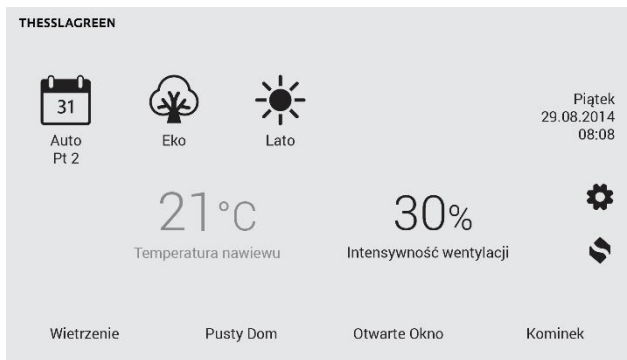 THESSLAGREEN
31
Auto
Pt 2
Eko
Lato
Piątek
29.08.2014
08:08
21°C
Temperatura nawiewu
30%
Intensywność wentylacji
Wietrzenie
Pusty Dom
Otwarte Okno
Kominek